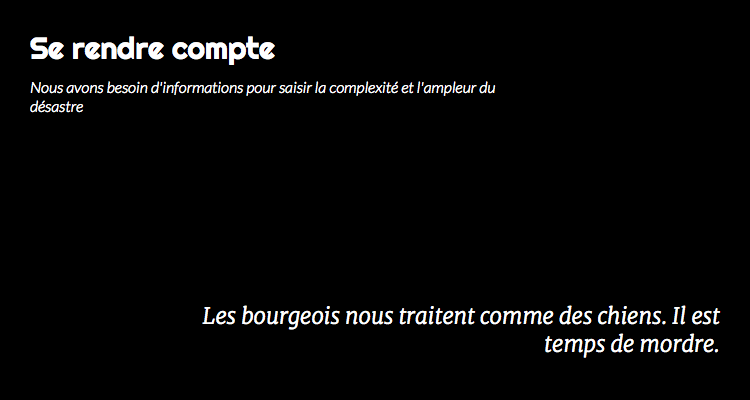 Se rendre compte
Nous avons besoin d'informations pour saisir la complexité et l'ampleur du
désastre
Les bourgeois nous traitent comme des chiens. Il est
temps de mordre.